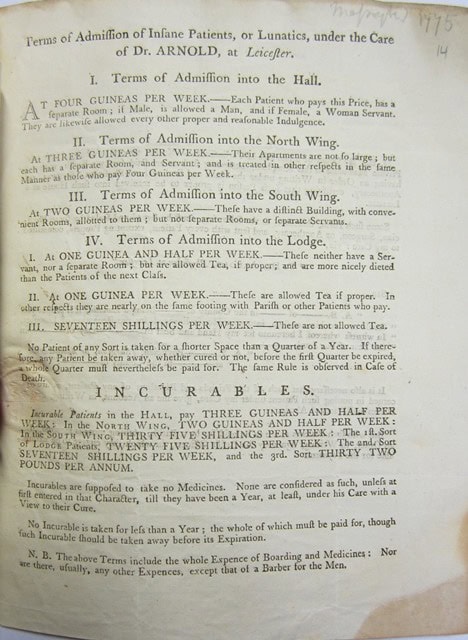 1775
14
Terms of Admiſſion of Inſane Patients, or Lunatics, under the Care
of Dr. ARNOLD, at Leiceſter.
I. Terms of Admiſſion into the Hall.
AT FOUR GUINEAS PER WEEK.——Each Patient who pays this Price, has a
ſeparate Room; if Male, is allowed a Man, and if Female, a Woman Servant.
They are likewiſe allowed every other proper and reaſonable Indulgence.
II. Terms of Admiſſion into the North Wing.
At THREE GUINEAS PER WEEK.——Their Apartments are not ſo large; but
each has a ſeparate Room, and Servant; and is treated in other reſpects in the ſame
Manner as thoſe who pay Four Guineas per Week.
III. Terms of Admiſſion into the South Wing.
At TWO GUINEAS PER WEEK.——Theſe have a diſtinct Building, with conve-
nient Rooms, allotted to them; but not ſeparate Rooms, or ſeparate Servants.
IV. Terms of Admiſſion into the Lodge.
I. At ONE GUINEA AND HALF PER WEEK.——Theſe neither have a Ser-
vant, nor a ſeparate Room; but are allowed Tea, if proper; and are more nicely dieted
than the Patients of the next Claſs.
II. At ONE GUINEA PER WEEK.——Theſe are allowed Tea if proper. In
other reſpects they are nearly on the ſame footing with Pariſh or other Patients who pay.
III. SEVENTEEN SHILLINGS PER WEEK.——Theſe are not allowed Tea.
No Patient of any Sort is taken for a ſhorter Space than a Quarter of a Year. If there-
fore, any Patient be taken away, whether cured or not, before the firſt Quarter be expired,
a whole Quarter muſt nevertheleſs be paid for. The ſame Rule is obſerved in Caſe of
Death.
INCURABLES.
Incurable Patients in the HALL, pay THREE GUINEAS AND HALF PER
WEEK: In the NORTH WING, TWO GUINEAS AND HALF PER WEEK:
In the SOUTH WING, THIRTY FIVE SHILLINGS PER WEEK: The 1ſt. Sort
of LODGE Patients, TWENTY FIVE SHILLINGS PER WEEK: The 2nd. Sort
SEVENTEEN SHILLINGS PER WEEK, and the 3rd. Sort THIRTY TWO
POUNDS PER ANNUM.
Incurables are ſuppoſed to take no Medicines. None are conſidered as ſuch, unleſs at
firſt entered in that Character, till they have been a Year, at leaſt, under his Care with a
View to their Cure.
No Incurable is taken for leſs than a Year; the whole of which muſt be paid for, though
ſuch Incurable ſhould be taken away before its Expiration.
N. B. The above Terms include the whole Expence of Boarding and Medicines: Nor
are there, uſually, any other Expences, except that of a Barber for the Men.